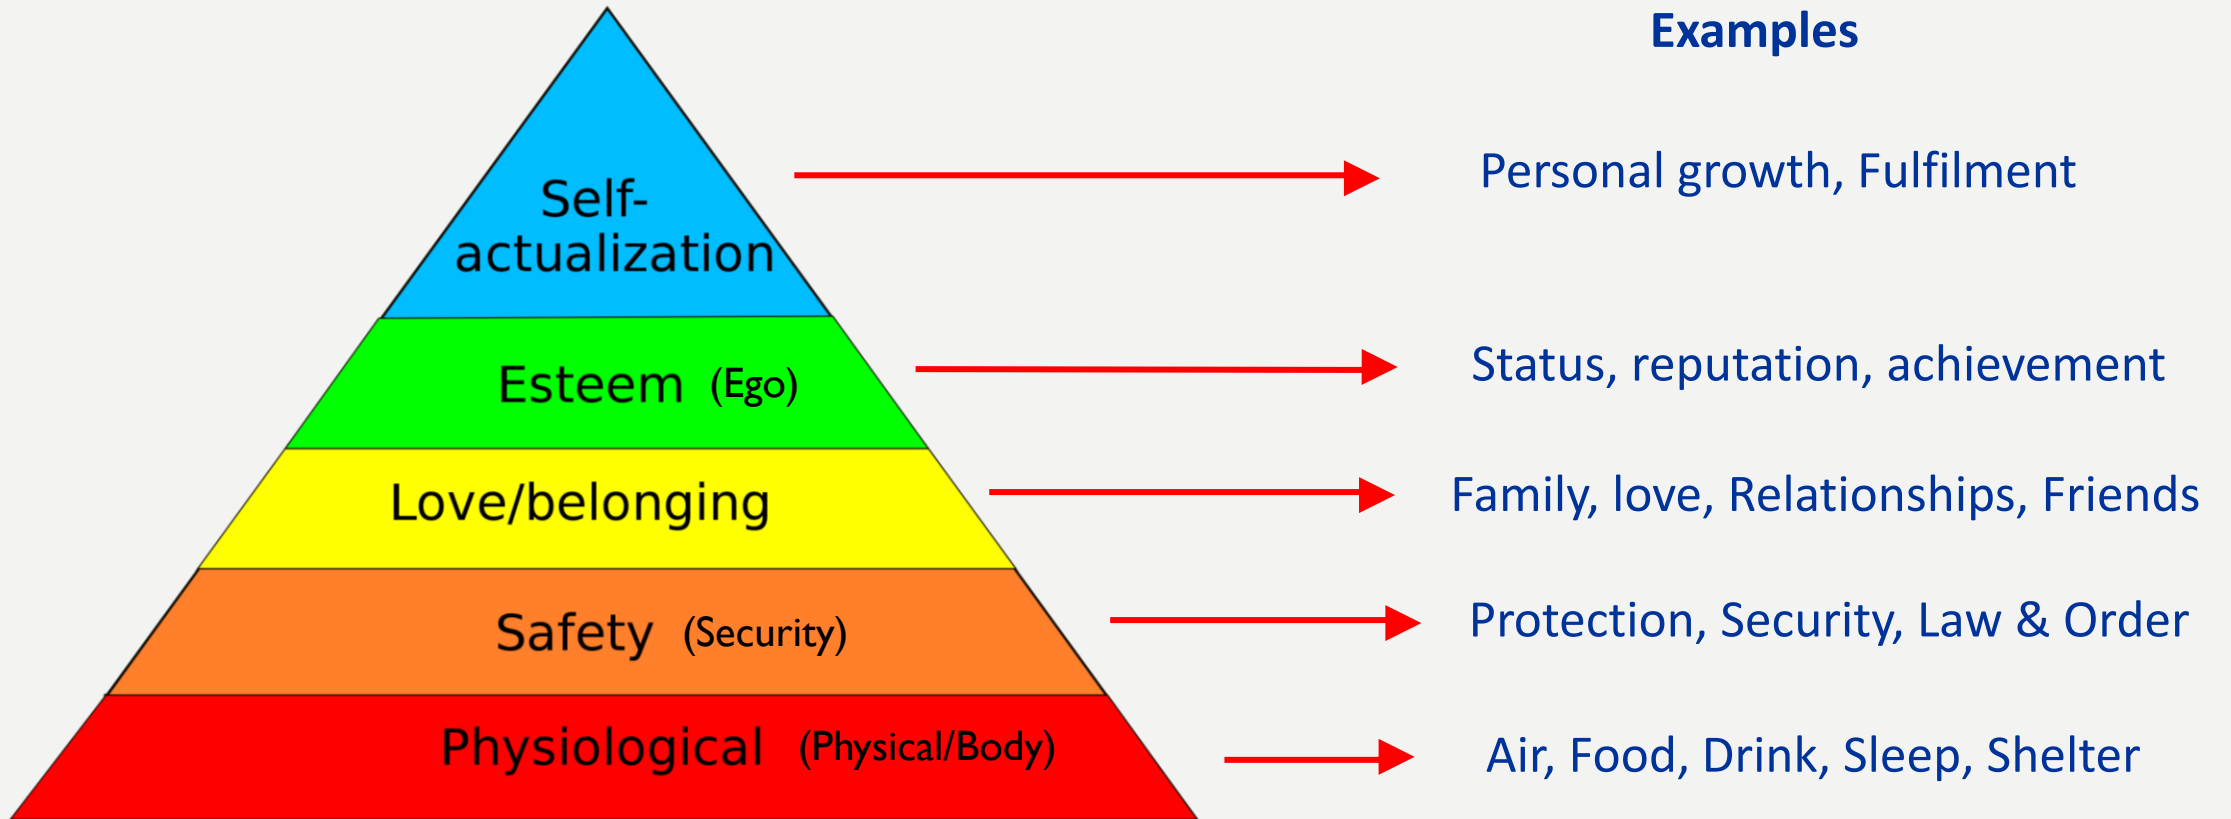 Examples
Self-
actualization
Personal growth, Fulfilment
Esteem (Ego)
Status, reputation, achievement
Love/belonging
Family, love, Relationships, Friends
Safety (Security)
Protection, Security, Law & Order
Physiological (Physical/Body)
Air, Food, Drink, Sleep, Shelter